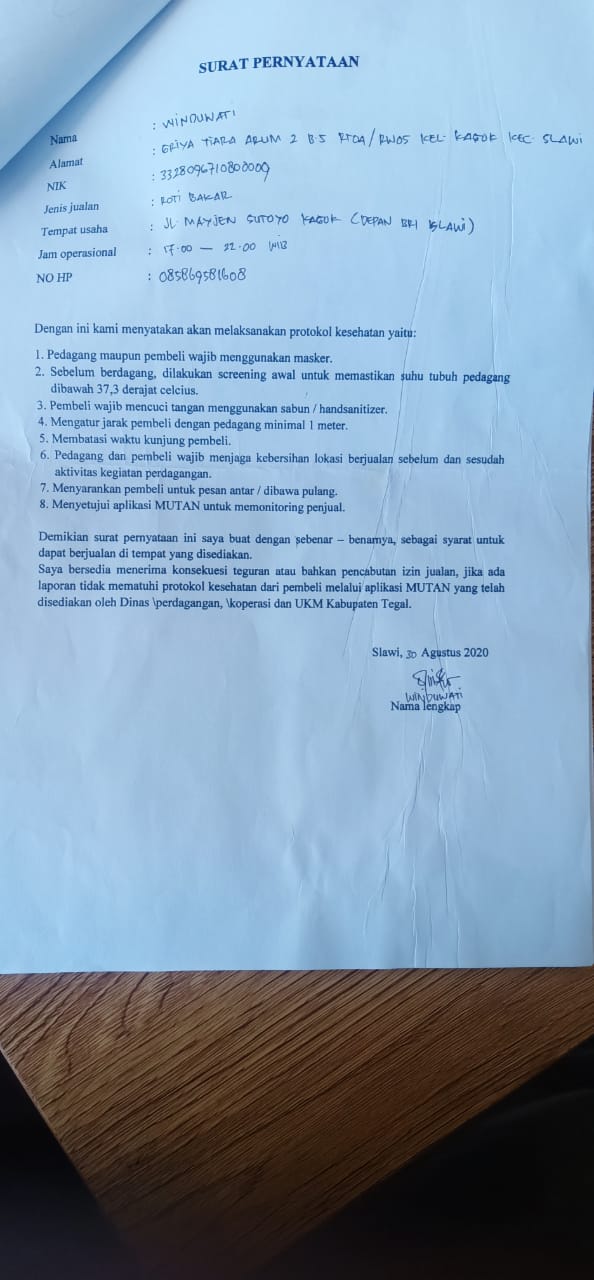 SURAT PERNYATAAN
Nama : WINDUWATI
Alamat : GRIYA TIARA ARUM 2 B.5 RT04/RW05 KEL. KAGOK KEC. SLAWI
NIK : 3328096710800009
Jenis jualan : ROTI BAKAR
Tempat usaha : JL. MAYJEN SUTOYO KAGOK (DEPAN BRI SLAWI)
Jam operasional : 17.00 — 22.00 WIB
NO HP : 085869581608
Dengan ini kami menyatakan akan melaksanakan protokol kesehatan yaitu:
1. Pedagang maupun pembeli wajib menggunakan masker.
2. Sebelum berdagang, dilakukan screening awal untuk memastikan suhu tubuh pedagang
dibawah 37,3 derajat celcius.
3. Pembeli wajib mencuci tangan menggunakan sabun / handsanitizer.
4. Mengatur jarak pembeli dengan pedagang minimal 1 meter.
5. Membatasi waktu kunjung pembeli.
6. Pedagang dan pembeli wajib menjaga kebersihan lokasi berjualan sebelum dan sesudah
aktivitas kegiatan perdagangan.
7. Menyarankan pembeli untuk pesan antar / dibawa pulang.
8. Menyetujui aplikasi MUTAN untuk memonitoring penjual.
Demikian surat pernyataan ini saya buat dengan sebenar – benarnya, sebagai syarat untuk
dapat berjualan di tempat yang disediakan.
Saya bersedia menerima konsekuesi teguran atau bahkan pencabutan izin jualan, jika ada
laporan tidak mematuhi protokol kesehatan dari pembeli melalui aplikasi MUTAN yang telah
disediakan oleh Dinas \perdagangan, \koperasi dan UKM Kabupaten Tegal.
Slawi, 30 Agustus 2020
WINDUWATI
Nama lengkap